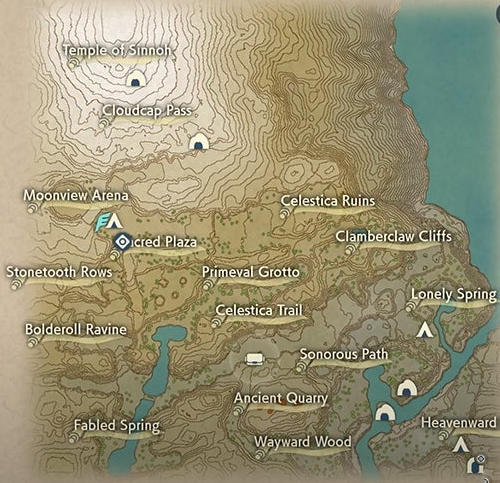 Temple of Sinnoh
Cloudcap Pass
Moonview Arena
Celestica Ruins
cred Plaza
Clamberclaw Cliffs
Stonetooth Rows
Primeval Grotto
Lonely Spring
Celestica Trail
Bolderoll Ravine
Sonorous Path
Ancient Quarry
Fabled Spring
Heavenward
Wayward Wood